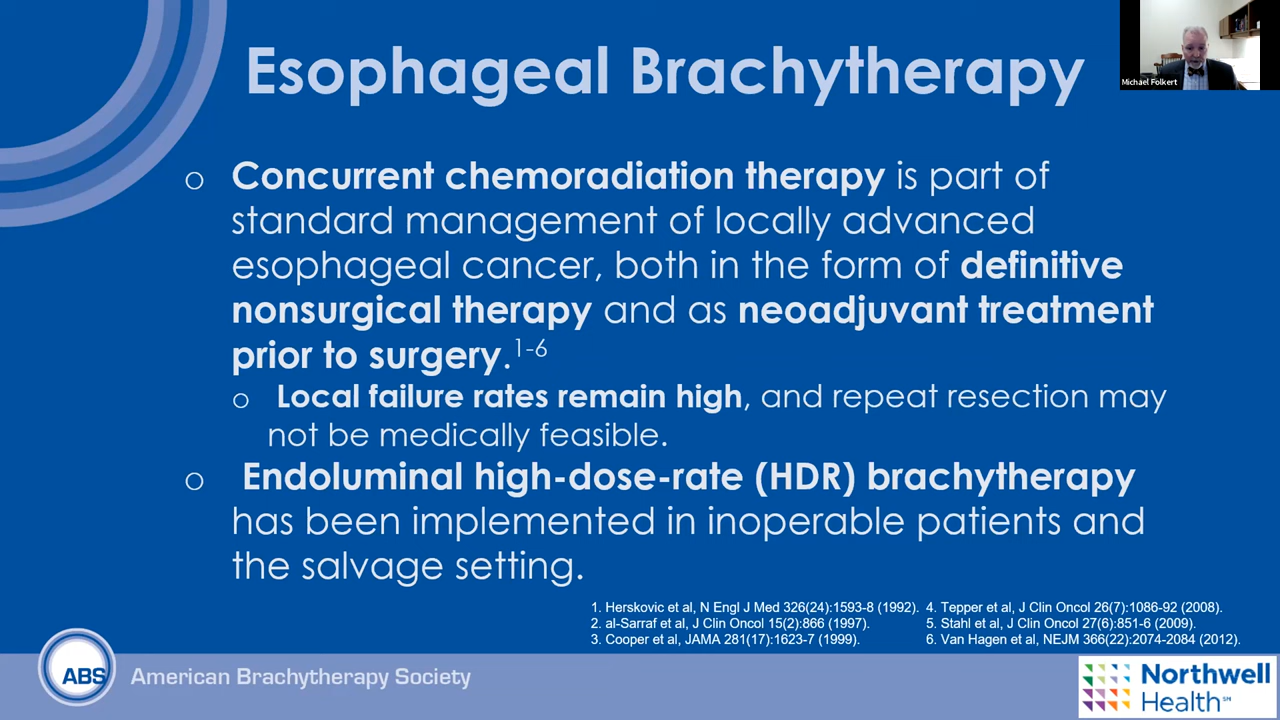 Esophageal Brachytherapy
Michael Folkert
o Concurrent chemoradiation therapy is part of
standard management of locally advanced
esophageal cancer, both in the form of definitive
nonsurgical therapy and as neoadjuvant treatment
prior to surgery.1-6
o Local failure rates remain high, and repeat resection may
not be medically feasible.
o Endoluminal high-dose-rate (HDR) brachytherapy
has been implemented in inoperable patients and
the salvage setting.
1. Herskovic et al, N Engl J Med 326(24):1593-8 (1992).
2. al-Sarraf et al, J Clin Oncol 15(2):866 (1997).
3. Cooper et al, JAMA 281(17):1623-7 (1999).
4. Tepper et al, J Clin Oncol 26(7):1086-92 (2008).
5. Stahl et al, J Clin Oncol 27(6):851-6 (2009).
6. Van Hagen et al, NEJM 366(22):2074-2084 (2012).
ABS
American Brachytherapy Society
Northwell
Health℠